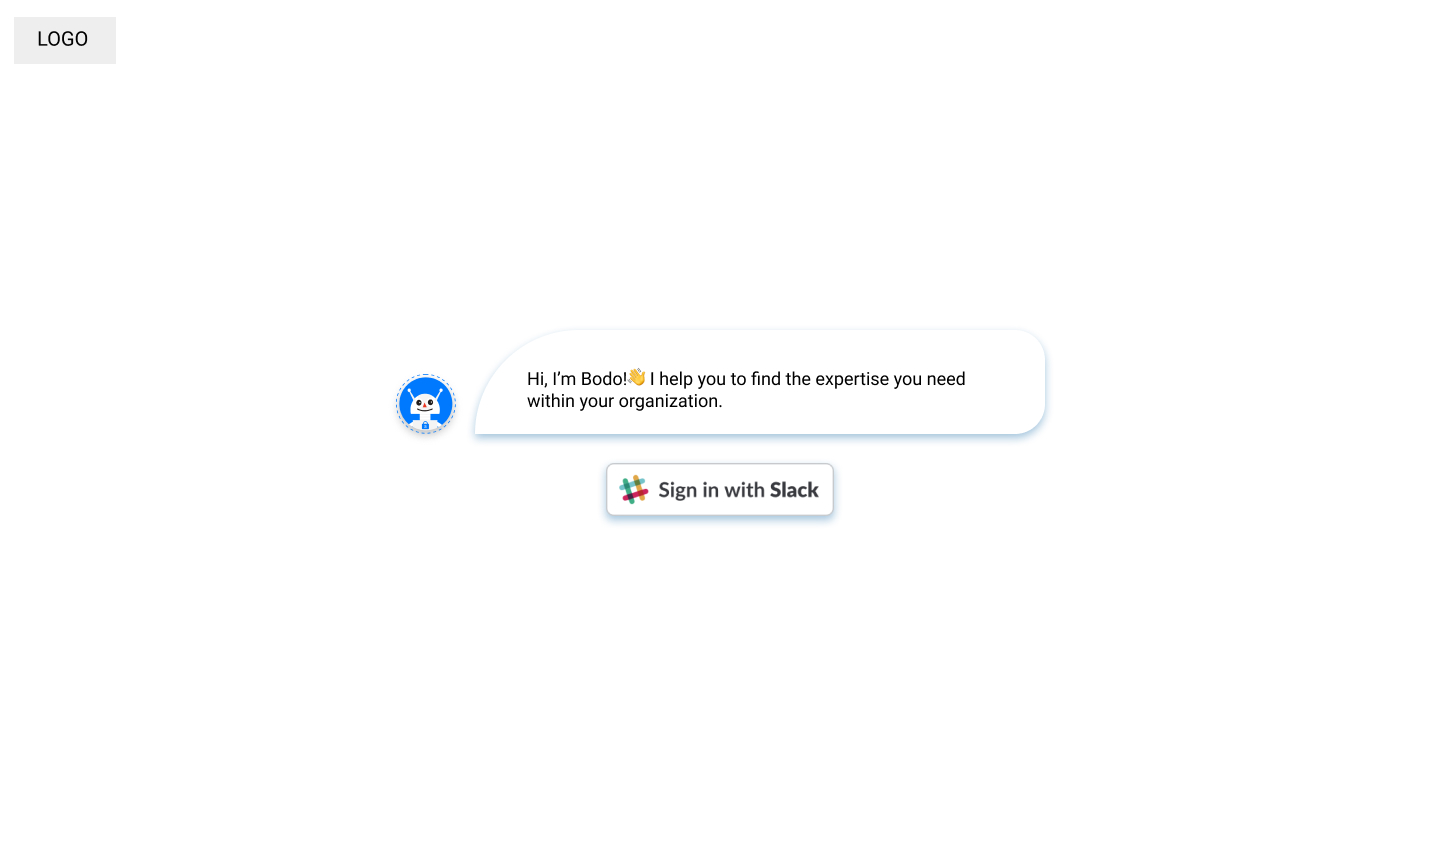 LOGO
Hi, I’m Bodo!👋 I help you to find the expertise you need
within your organization.
Sign in with Slack